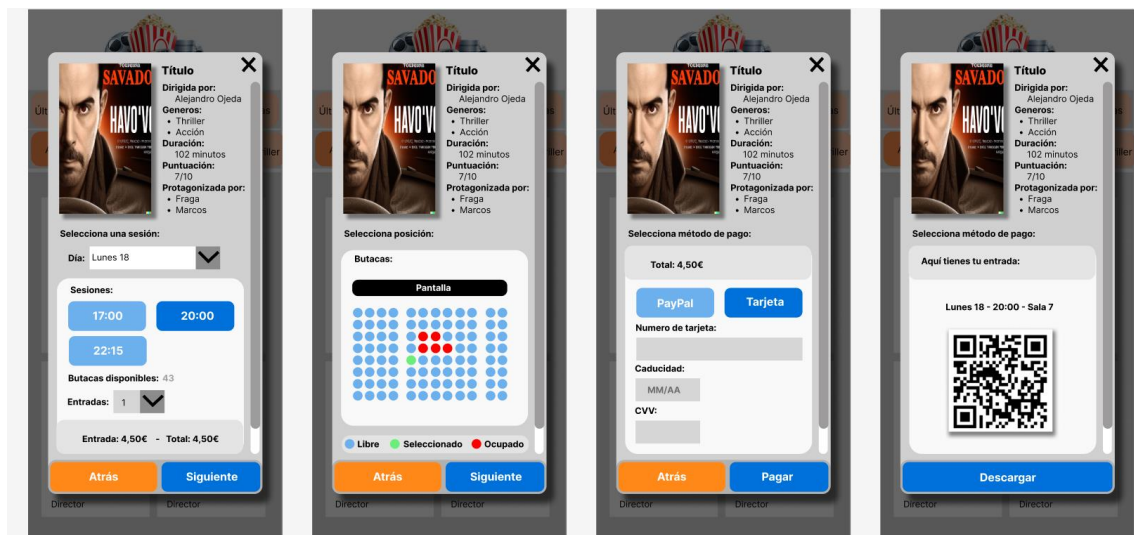 SAVADO
HAVO'V
Título
Dirigida por:
Alejandro Ojeda
Generos:
• Thriller
• Acción
Duración:
102 minutos
Puntuación:
7/10
Protagonizada por:
• Fraga
• Marcos
Selecciona una sesión:
Día: Lunes 18
Sesiones:
17:00 20:00
22:15
Butacas disponibles: 43
Entradas: 1
Entrada: 4,50€ - Total: 4,50€
Atrás Siguiente
Director Director
SAVADO
HAVO'V
Título
Dirigida por:
Alejandro Ojeda
Generos:
• Thriller
• Acción
Duración:
102 minutos
Puntuación:
7/10
Protagonizada por:
• Fraga
• Marcos
Selecciona posición:
Butacas:
Pantalla
Libre Seleccionado Ocupado
Atrás Siguiente
Director Director
SAVADO
HAVO'V
Título
Dirigida por:
Alejandro Ojeda
Generos:
• Thriller
• Acción
Duración:
102 minutos
Puntuación:
7/10
Protagonizada por:
• Fraga
• Marcos
Selecciona método de pago:
Total: 4,50€
PayPal Tarjeta
Numero de tarjeta:
Caducidad:
MM/AA
CVV:
Atrás Pagar
Director Director
SAVADO
HAVO'V
Título
Dirigida por:
Alejandro Ojeda
Generos:
• Thriller
• Acción
Duración:
102 minutos
Puntuación:
7/10
Protagonizada por:
• Fraga
• Marcos
Selecciona método de pago:
Aquí tienes tu entrada:
Lunes 18 - 20:00 - Sala 7
Descargar
Director Director